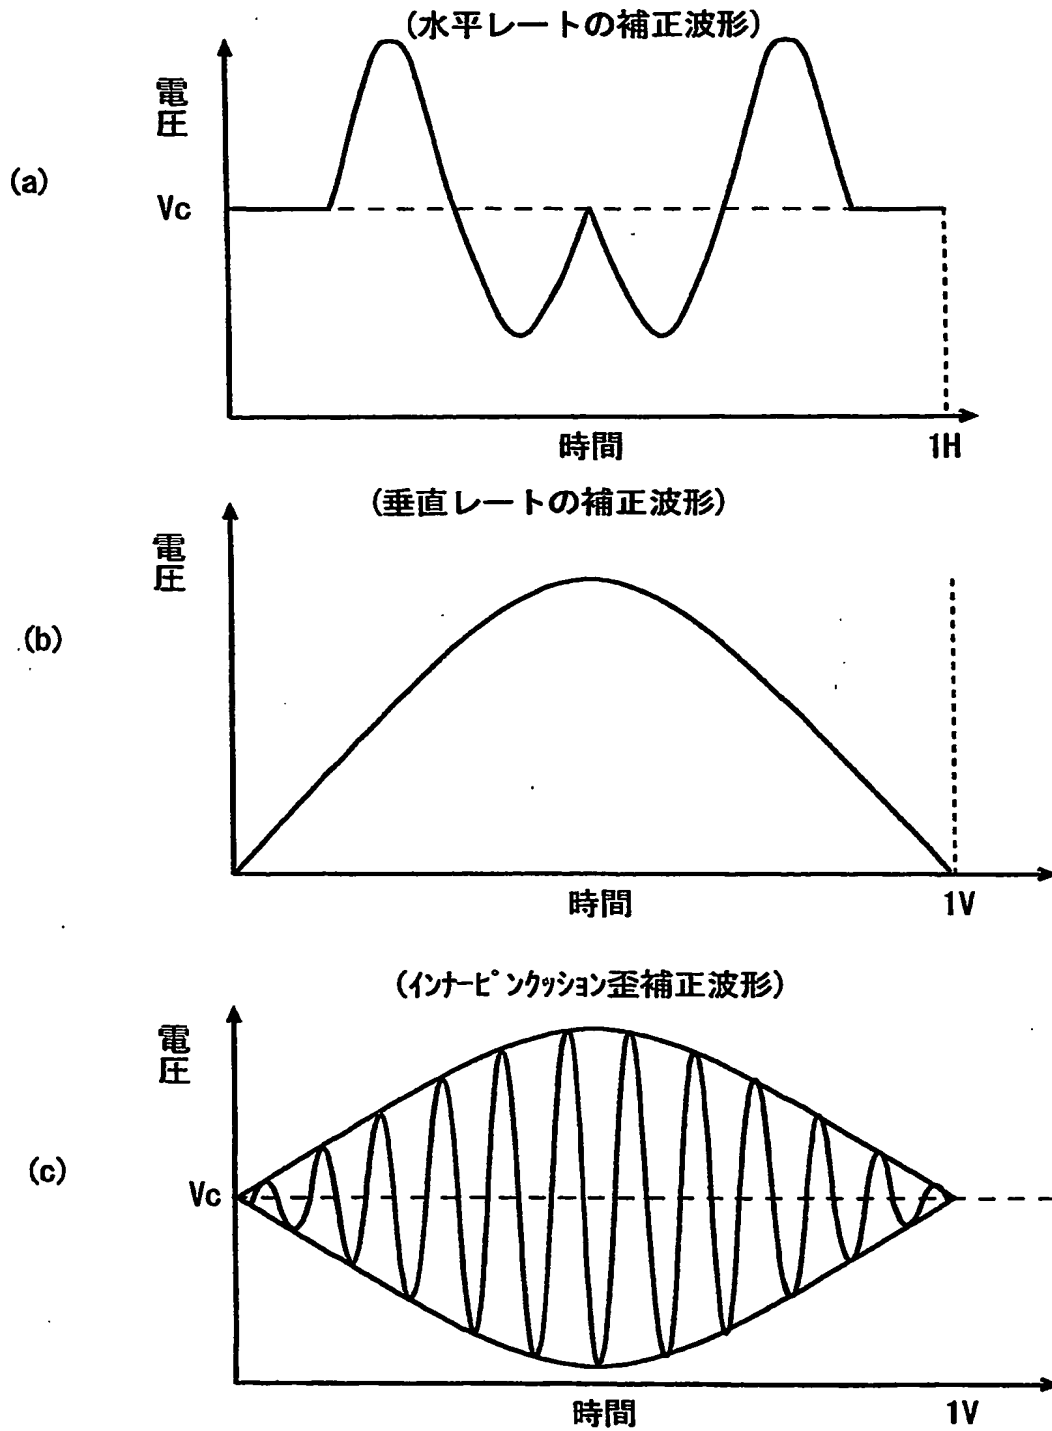 (水平レートの補正波形)
電圧
(a)
Vc
時間
1H
(垂直レートの補正波形)
電圧
(b)
時間
1V
(インナーピンクッション歪補正波形)
電圧
(c)
Vc
時間
1V